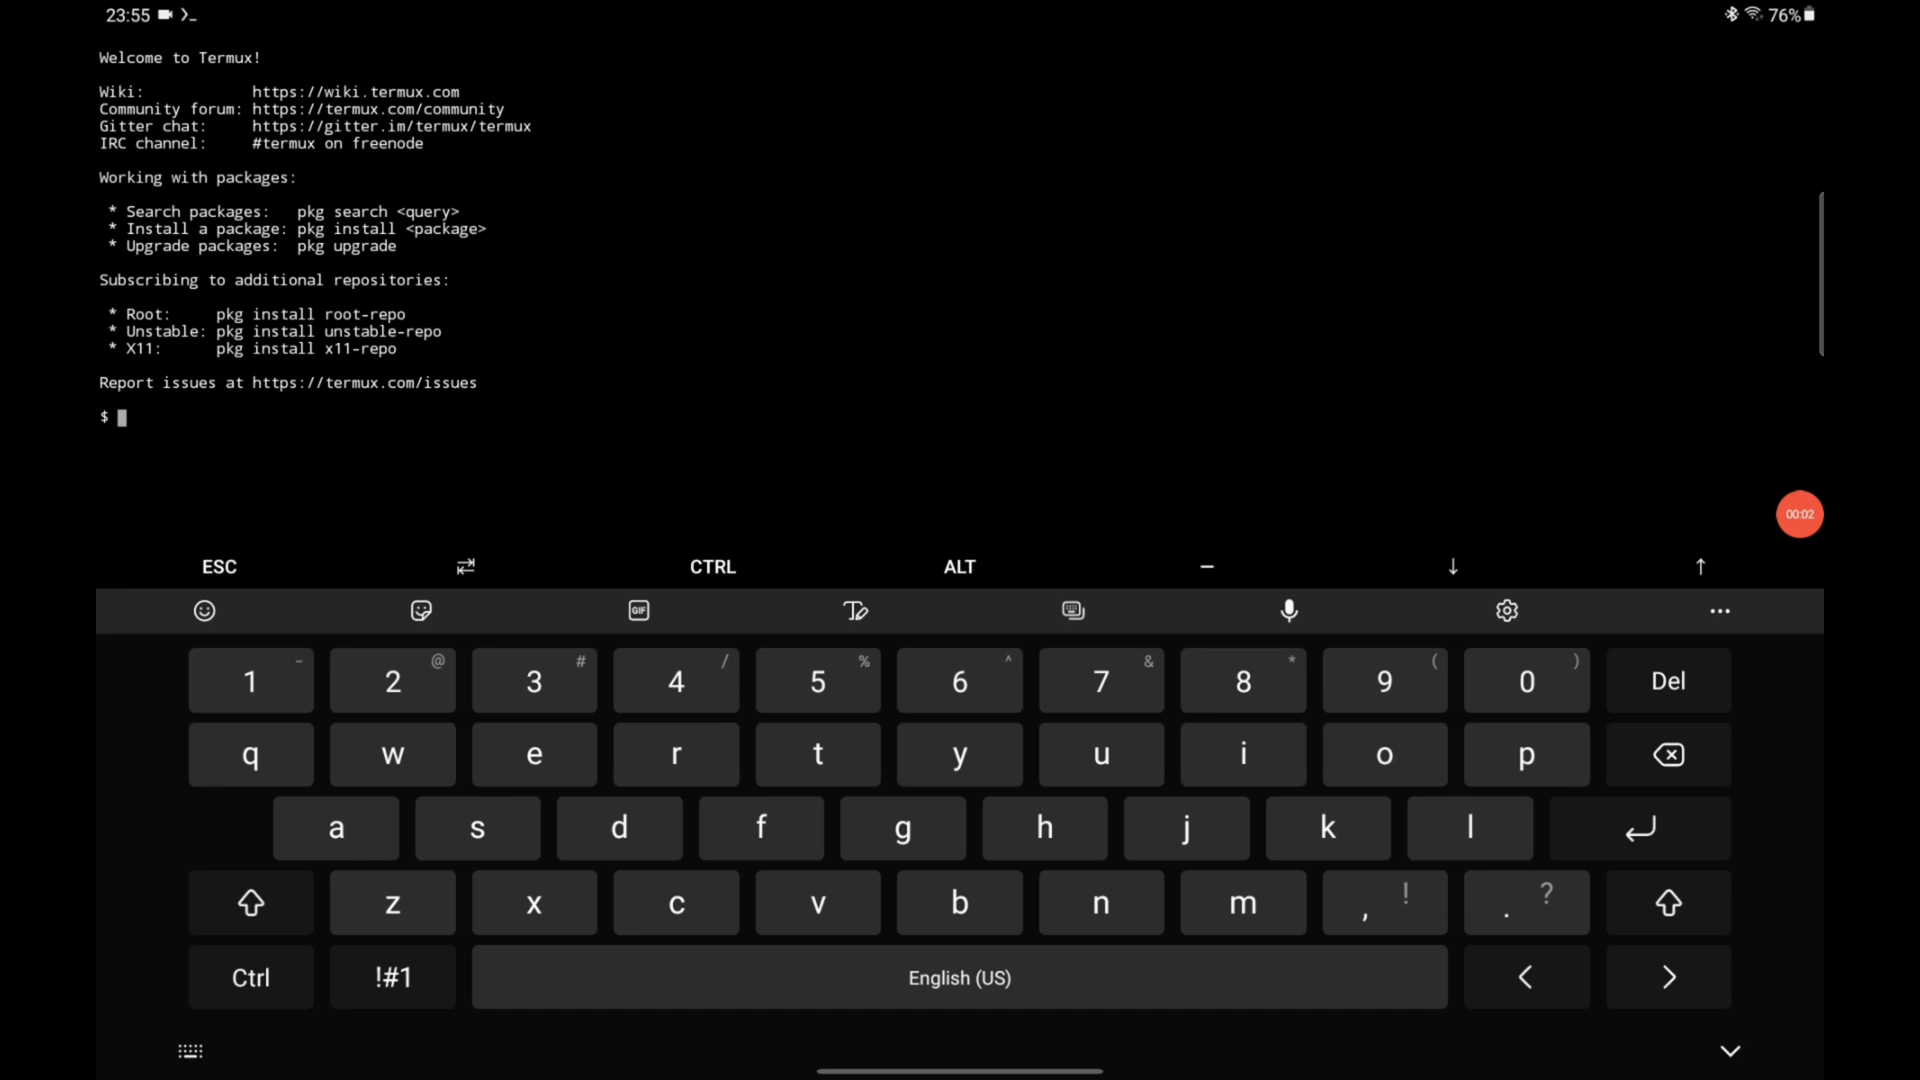 23:55 76%
Welcome to Termux!
Wiki: https://wiki.termux.com
Community forum: https://termux.com/community
Gitter chat: https://gitter.im/termux/termux
IRC channel: #termux on freenode
Working with packages:
* Search packages: pkg search <query>
* Install a package: pkg install <package>
* Upgrade packages: pkg upgrade
Subscribing to additional repositories:
* Root: pkg install root-repo
* Unstable: pkg install unstable-repo
* X11: pkg install x11-repo
Report issues at https://termux.com/issues
$
00:02
ESC CTRL ALT – ↓ ↑
GIF
1 - 2 @ 3 # 4 / 5 % 6 ^ 7 & 8 * 9 ( 0 ) Del
q w e r t y u i o p
a s d f g h j k l
z x c v b n m , ! . ?
Ctrl !#1 English (US) < >